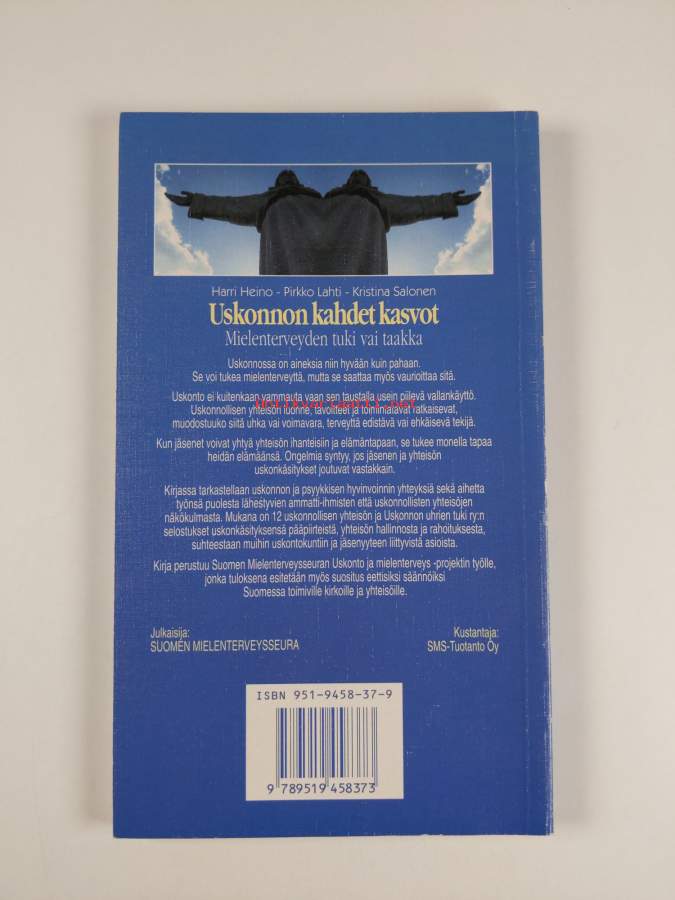 Harri Heino - Pirkko Lahti - Kristina Salonen
Uskonnon kahdet kasvot
Mielenterveyden tuki vai taakka
Uskonnossa on aineksia niin hyvään kuin pahaan.
Se voi tukea mielenterveyttä, mutta se saattaa myös vaurioittaa sitä.
Uskonto ei kuitenkaan vammauta vaan sen taustalla usein piilevä vallankäyttö.
Uskonnollisen yhteisön luonne, tavoitteet ja toimintatavat ratkaisevat,
muodostuuko siitä uhka vai voimavara, terveyttä edistävä vai ehkäisevä tekijä.
Kun jäsenet voivat yhtyä yhteisön ihanteisiin ja elämäntapaan, se tukee monella tapaa
heidän elämäänsä. Ongelmia syntyy, jos jäsenen ja yhteisön
uskonkäsitykset joutuvat vastakkain.
Kirjassa tarkastellaan uskonnon ja psyykkisen hyvinvoinnin yhteyksiä sekä aihetta
työnsä puolesta lähestyvien ammatti-ihmisten että uskonnollisten yhteisöjen
näkökulmasta. Mukana on 12 uskonnollisen yhteisön ja Uskonnon uhrien tuki ry:n
selostukset uskonkäsityksensä pääpiirteistä, yhteisön hallinnosta ja rahoituksesta,
suhteestaan muihin uskontokuntiin ja jäsenyyteen liittyvistä asioista.
Kirja perustuu Suomen Mielenterveysseuran Uskonto ja mielenterveys -projektin työlle,
jonka tuloksena esitetään myös suositus eettisiksi säännöiksi
Suomessa toimiville kirkoille ja yhteisöille.
Julkaisija:
SUOMEN MIELENTERVEYSSEURA
Kustantaja:
SMS-Tuotanto Oy
ISBN 951-9458-37-9
9 789519 458373